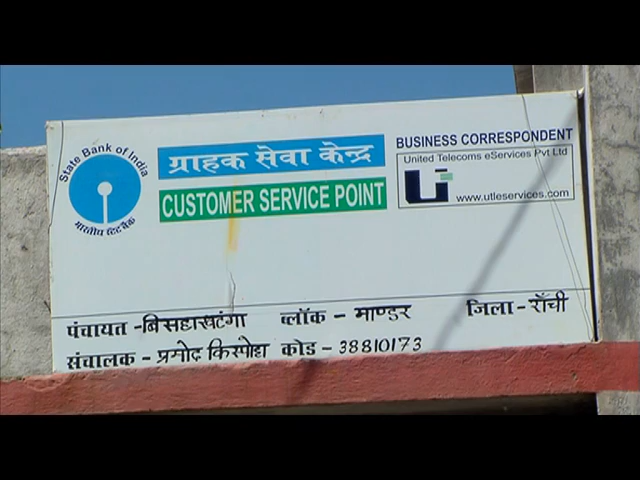 State Bank of India
भारतीय स्टेट बैंक
ग्राहक सेवा केन्द्र
CUSTOMER SERVICE POINT
BUSINESS CORRESPONDENT
United Telecoms eServices Pvt Ltd
www.utleservices.com
पंचायत - बिसहाखटंगा ब्लॉक - माण्डर जिला - राँची
संचालक - प्रमोद किस्पोट्टा कोड - 38810173